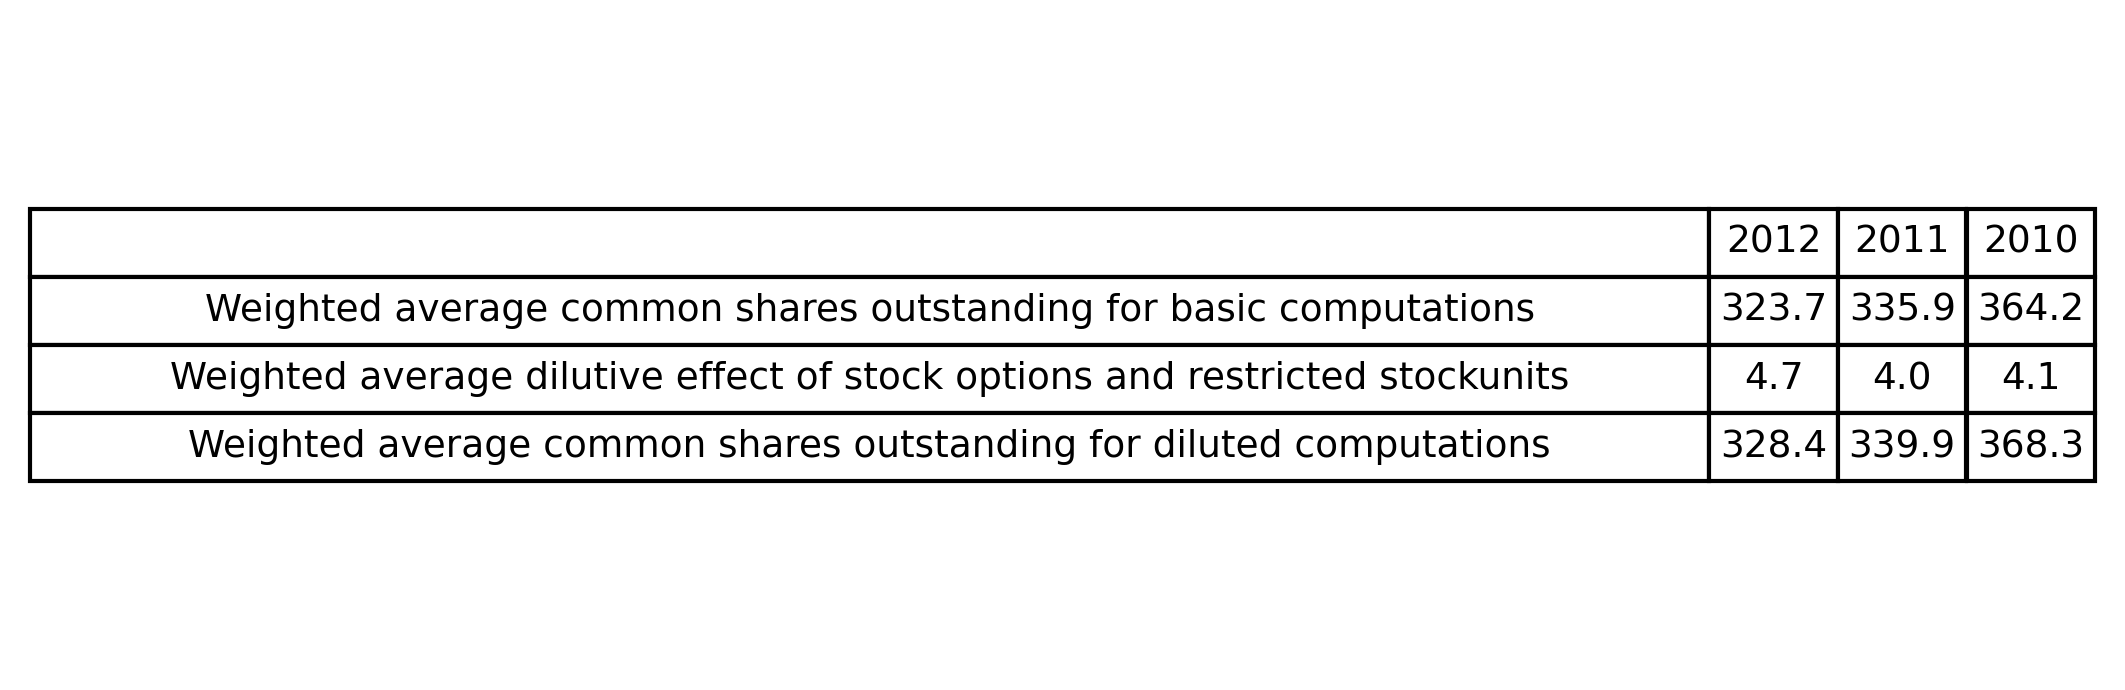 2012 2011 2010
Weighted average common shares outstanding for basic computations 323.7 335.9 364.2
Weighted average dilutive effect of stock options and restricted stockunits 4.7 4.0 4.1
Weighted average common shares outstanding for diluted computations 328.4 339.9 368.3